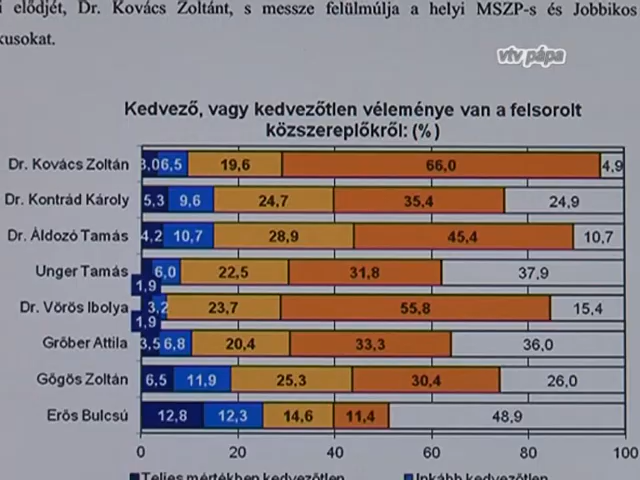 elődjét, Dr. Kovács Zoltánt, s messze felülmúlja a helyi MSZP-s és Jobbikos
vtv pápa
Kedvező, vagy kedvezőtlen véleménye van a felsorolt
közszereplőkről: (%)
Dr. Kovács Zoltán 3,0 6,5 19,6 66,0 4,9
Dr. Kontrád Károly 5,3 9,6 24,7 35,4 24,9
Dr. Áldozó Tamás 4,2 10,7 28,9 45,4 10,7
Unger Tamás 1,9 6,0 22,5 31,8 37,9
Dr. Vörös Ibolya 1,9 3,2 23,7 55,8 15,4
Gröber Attila 3,5 6,8 20,4 33,3 36,0
Gőgös Zoltán 6,5 11,9 25,3 30,4 26,0
Erős Bulcsú 12,8 12,3 14,6 11,4 48,9
0 20 40 60 80 100
Teljes mértékben kedvezőtlen Inkább kedvezőtlen